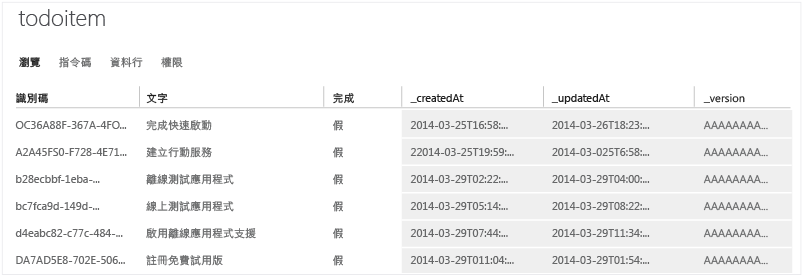 todoitem
瀏覽 指令碼 資料行 權限
識別碼 文字 完成 _createdAt _updatedAt _version
OC36A88F-367A-4FO... 完成快速啟動 假 2014-03-25T16:58:... 2014-03-26T18:23:... AAAAAAAA...
A2A45FS0-F728-4E71... 建立行動服務 假 22014-03-25T19:59:... 2014-03-025T6:58:... AAAAAAAA...
b28ecbbf-1eba-... 離線測試應用程式 假 2014-03-29T02:22:... 2014-03-29T04:00:... AAAAAAAA...
bc7fca9d-149d-... 線上測試應用程式 假 2014-03-29T05:14:... 2014-03-29T08:22:... AAAAAAAA...
d4eabc82-c77c-484-... 啟用離線應用程式支援 假 2014-03-29T07:44:... 2014-03-29T11:34:... AAAAAAAA...
DA7AD5E8-702E-506... 註冊免費試用版 假 2014-03-29T011:04:... 2014-03-29T01:54:... AAAAAAAA...